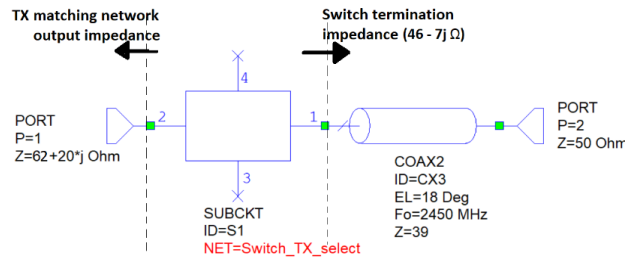 TX matching network
output impedance
Switch termination
impedance (46 - 7j Ω)
4
2
1
3
PORT
P=1
Z=62+20*j Ohm
SUBCKT
ID=S1
NET=Switch_TX_select
COAX2
ID=CX3
EL=18 Deg
Fo=2450 MHz
Z=39
PORT
P=2
Z=50 Ohm